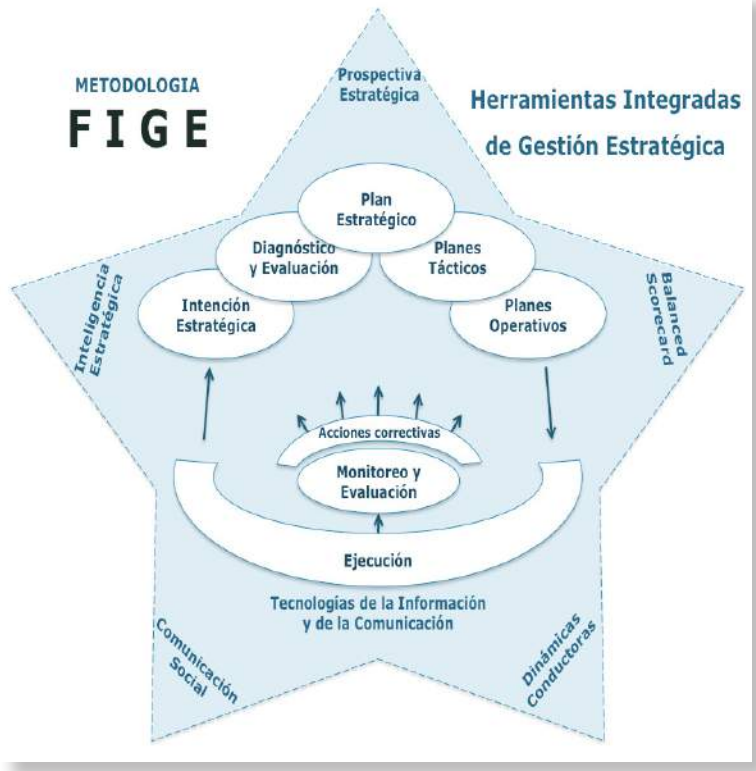 METODOLOGIA
FIGE
Prospectiva
Estratégica
Herramientas Integradas
de Gestión Estratégica
Plan
Estratégico
Diagnóstico
y Evaluación
Planes
Tácticos
Intención
Estratégica
Planes
Operativos
Inteligencia
Estratégica
Balanced
Scorecard
Acciones correctivas
Monitoreo y
Evaluación
Ejecución
Tecnologías de la Información
y de la Comunicación
Comunicación
Social
Dinámicas
Conductoras